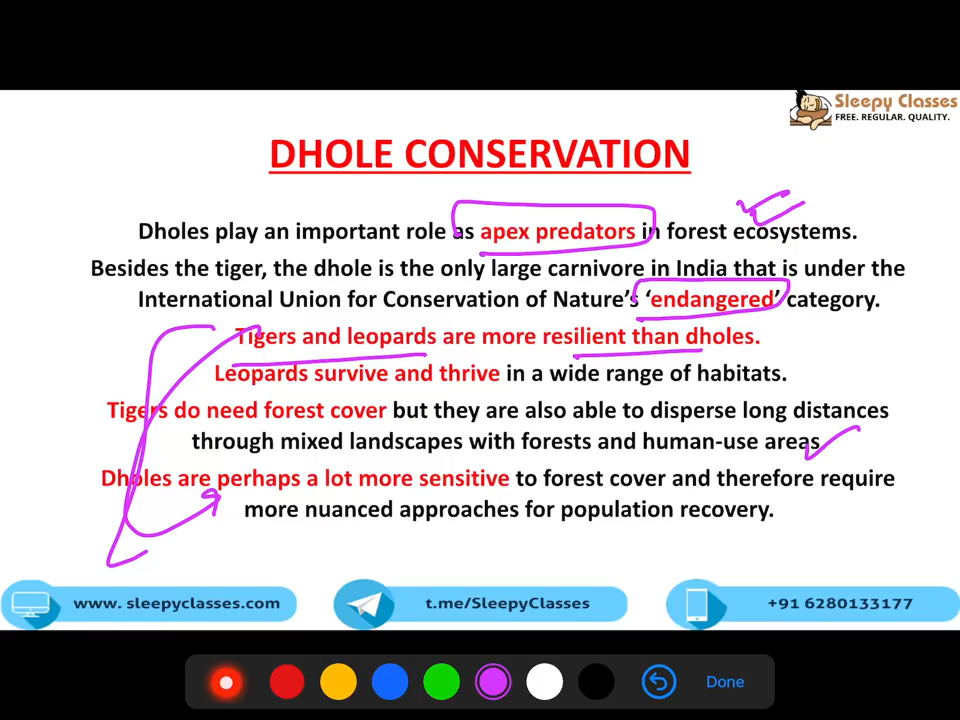 Sleepy Classes
FREE. REGULAR. QUALITY.
DHOLE CONSERVATION
Dholes play an important role as apex predators in forest ecosystems.
Besides the tiger, the dhole is the only large carnivore in India that is under the
International Union for Conservation of Nature's ‘endangered’ category.
Tigers and leopards are more resilient than dholes.
Leopards survive and thrive in a wide range of habitats.
Tigers do need forest cover but they are also able to disperse long distances
through mixed landscapes with forests and human-use areas.
Dholes are perhaps a lot more sensitive to forest cover and therefore require
more nuanced approaches for population recovery.
www. sleepyclasses.com
t.me/SleepyClasses
+91 6280133177
Done